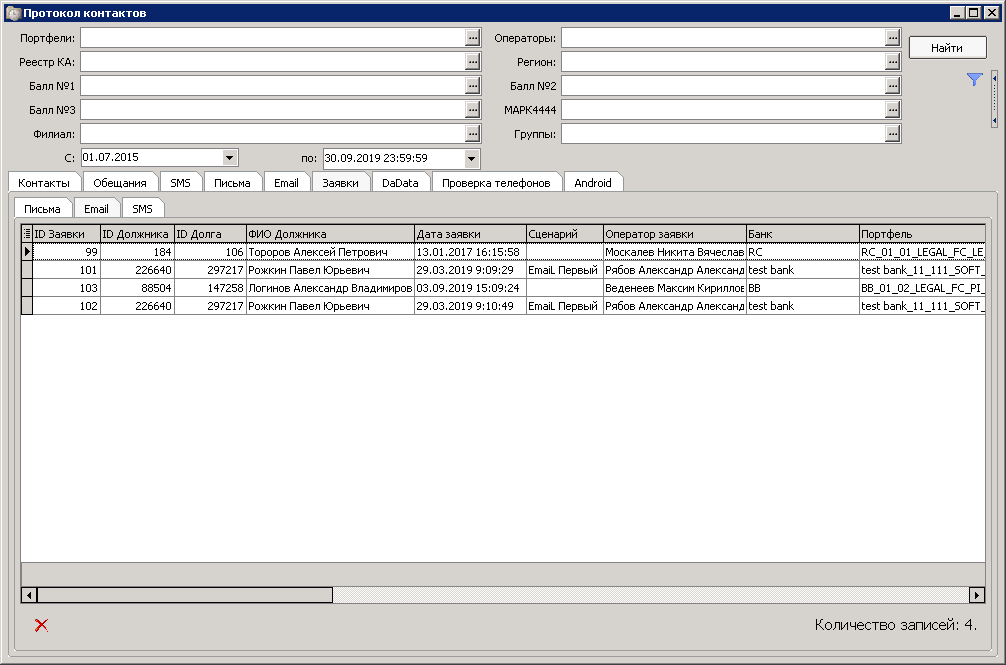 Протокол контактов
Портфели: ... Операторы: ... Найти
Реестр КА: ... Регион: ...
Балл №1 ... Балл №2 ...
Балл №3 ... МАРК4444 ...
Филиал: ... Группы: ...
С: 01.07.2015 по: 30.09.2019 23:59:59
Контакты Обещания SMS Письма Email Заявки DaData Проверка телефонов Android
Письма Email SMS
ID Заявки ID Должника ID Долга ФИО Должника Дата заявки Сценарий Оператор заявки Банк Портфель
99 184 106 Тороров Алексей Петрович 13.01.2017 16:15:58 Москалев Никита Вячеслав RC RC_01_01_LEGAL_FC_LE
101 226640 297217 Рожкин Павел Юрьевич 29.03.2019 9:09:29 EmaiL Первый Рябов Александр Александ test bank test bank_11_111_SOFT_
103 88504 147258 Логинов Александр Владимиров 03.09.2019 15:09:24 Веденеев Максим Кириллов BB BB_01_02_LEGAL_FC_PI_
102 226640 297217 Рожкин Павел Юрьевич 29.03.2019 9:10:49 EmaiL Первый Рябов Александр Александ test bank test bank_11_111_SOFT_
Количество записей: 4.